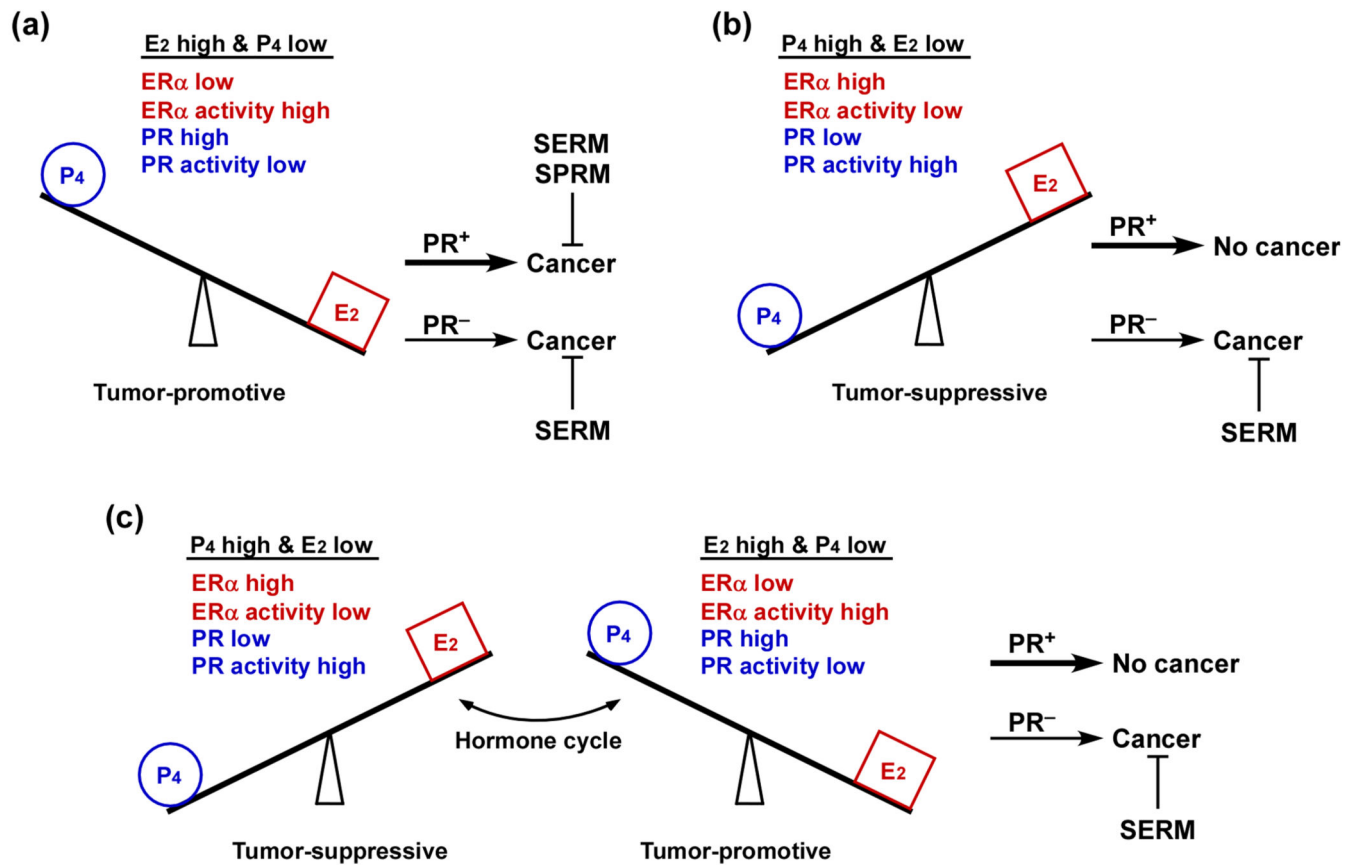 (a)
E₂ high & P₄ low
ERα low
ERα activity high
PR high
PR activity low
P₄
E₂
Tumor-promotive
SERM
SPRM
PR⁺
Cancer
PR⁻
Cancer
SERM
(b)
P₄ high & E₂ low
ERα high
ERα activity low
PR low
PR activity high
E₂
P₄
Tumor-suppressive
PR⁺
No cancer
PR⁻
Cancer
SERM
(c)
P₄ high & E₂ low
ERα high
ERα activity low
PR low
PR activity high
E₂
P₄
Tumor-suppressive
Hormone cycle
E₂ high & P₄ low
ERα low
ERα activity high
PR high
PR activity low
P₄
E₂
Tumor-promotive
PR⁺
No cancer
PR⁻
Cancer
SERM